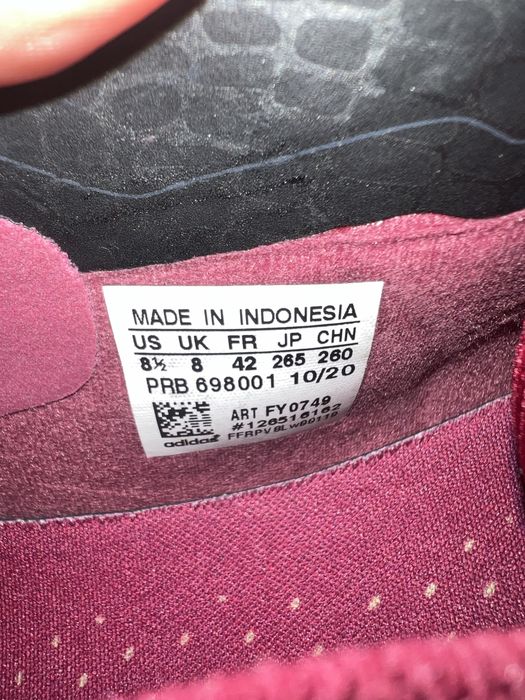 MADE IN INDONESIA
US UK FR JP CHN
8½ 8 42 265 260
PRB 698001 10/20
ART FY0749
#126516162
adidas